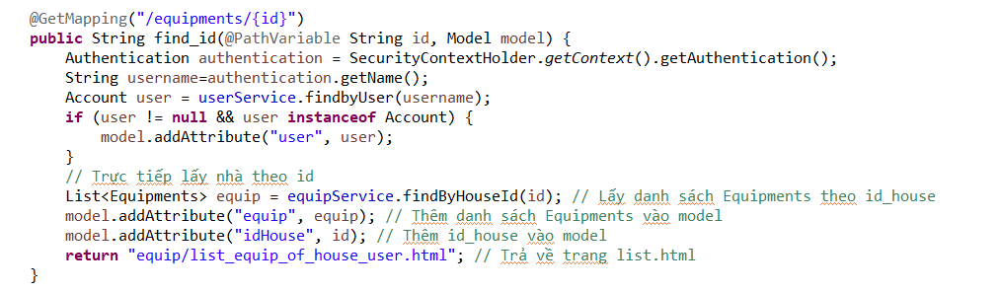 @GetMapping("/equipments/{id}")
public String find_id(@PathVariable String id, Model model) {
    Authentication authentication = SecurityContextHolder.getContext().getAuthentication();
    String username=authentication.getName();
    Account user = userService.findbyUser(username);
    if (user != null && user instanceof Account) {
        model.addAttribute("user", user);
    }
    // Trực tiếp lấy nhà theo id
    List<Equipments> equip = equipService.findByHouseId(id); // Lấy danh sách Equipments theo id_house
    model.addAttribute("equip", equip); // Thêm danh sách Equipments vào model
    model.addAttribute("idHouse", id); // Thêm id_house vào model
    return "equip/list_equip_of_house_user.html"; // Trả về trang list.html
}